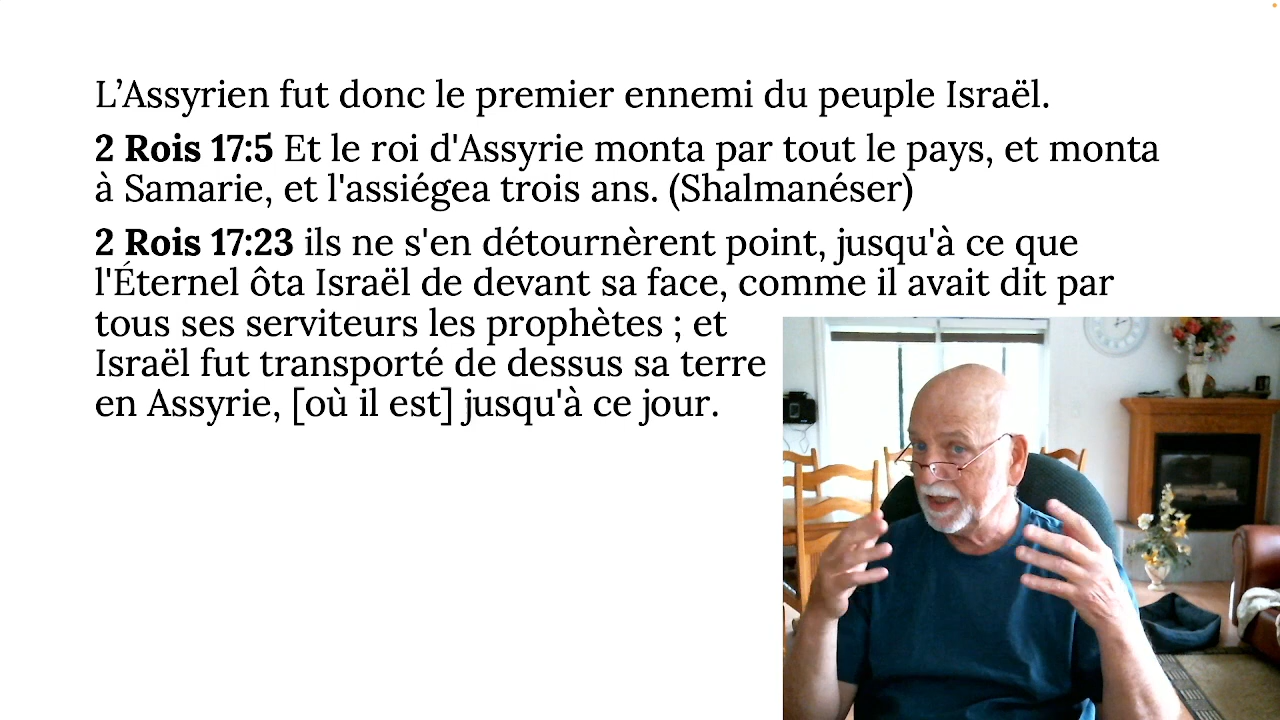 L’Assyrien fut donc le premier ennemi du peuple Israël.
2 Rois 17:5 Et le roi d'Assyrie monta par tout le pays, et monta
à Samarie, et l'assiégea trois ans. (Shalmanéser)
2 Rois 17:23 ils ne s'en détournèrent point, jusqu'à ce que
l'Éternel ôta Israël de devant sa face, comme il avait dit par
tous ses serviteurs les prophètes ; et
Israël fut transporté de dessus sa terre
en Assyrie, [où il est] jusqu'à ce jour.